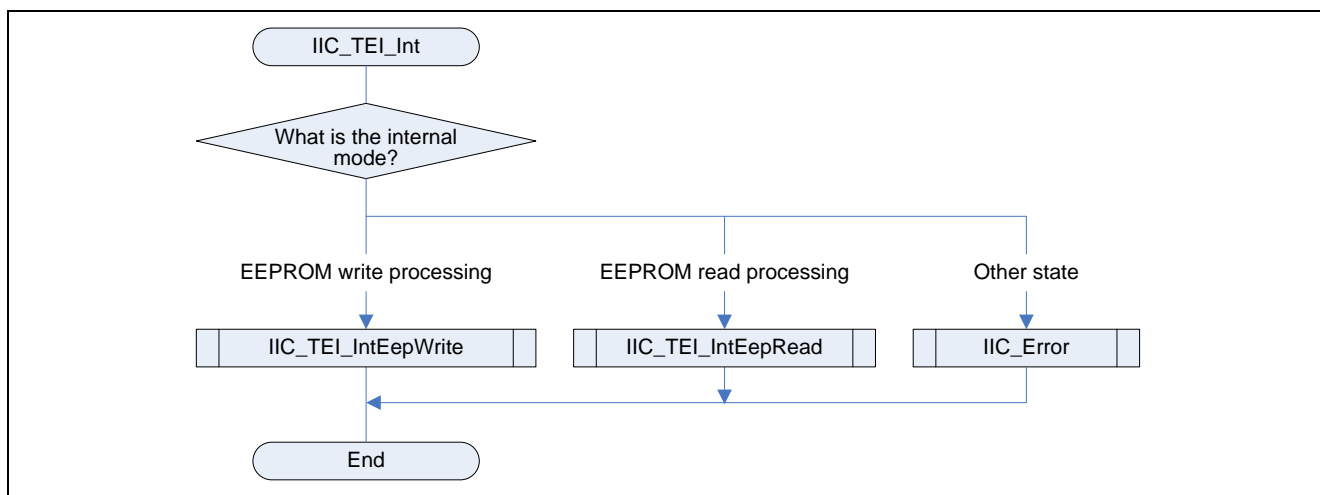 IIC_TEI_Int
What is the internal
mode?
EEPROM write processing
EEPROM read processing
Other state
IIC_TEI_IntEepWrite
IIC_TEI_IntEepRead
IIC_Error
End